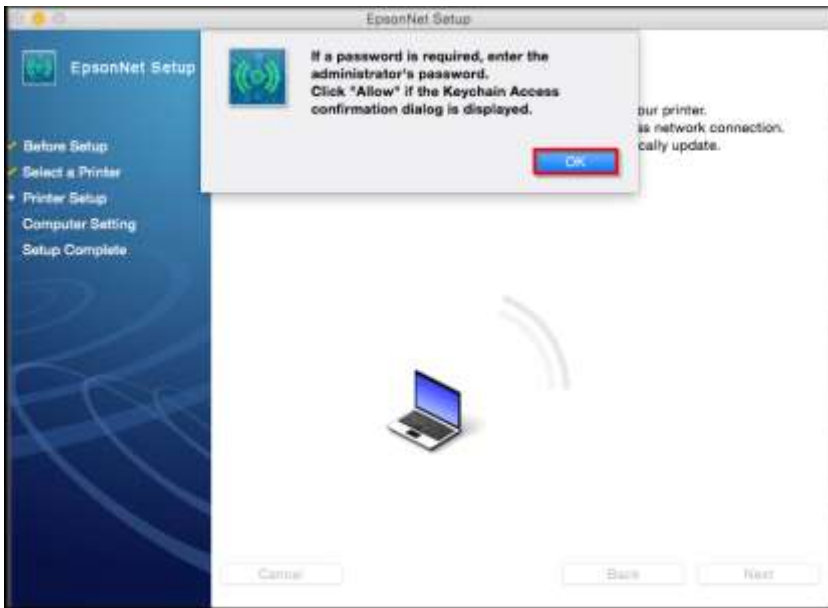 EpsonNet Setup
EpsonNet Setup
If a password is required, enter the
administrator's password.
Click "Allow" if the Keychain Access
confirmation dialog is displayed.
OK
our printer.
ss network connection.
cally update.
Before Setup
Select a Printer
Printer Setup
Computer Setting
Setup Complete
Cancel
Back
Next